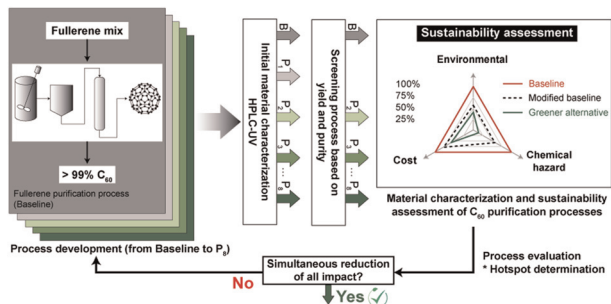 Fullerene mix
> 99% C60
Fullerene purification process
(Baseline)
Process development (from Baseline to P8)
Initial material characterization
HPLC-UV
B
P1
P2
P3
...
P8
Screening process based on
yield and purity
B
P2
P3
...
P8
Sustainability assessment
Environmental
100%
75%
50%
25%
Baseline
Modified baseline
Greener alternative
Cost
Chemical
hazard
Material characterization and sustainability
assessment of C60 purification processes
Process evaluation
* Hotspot determination
Simultaneous reduction
of all impact?
No
Yes